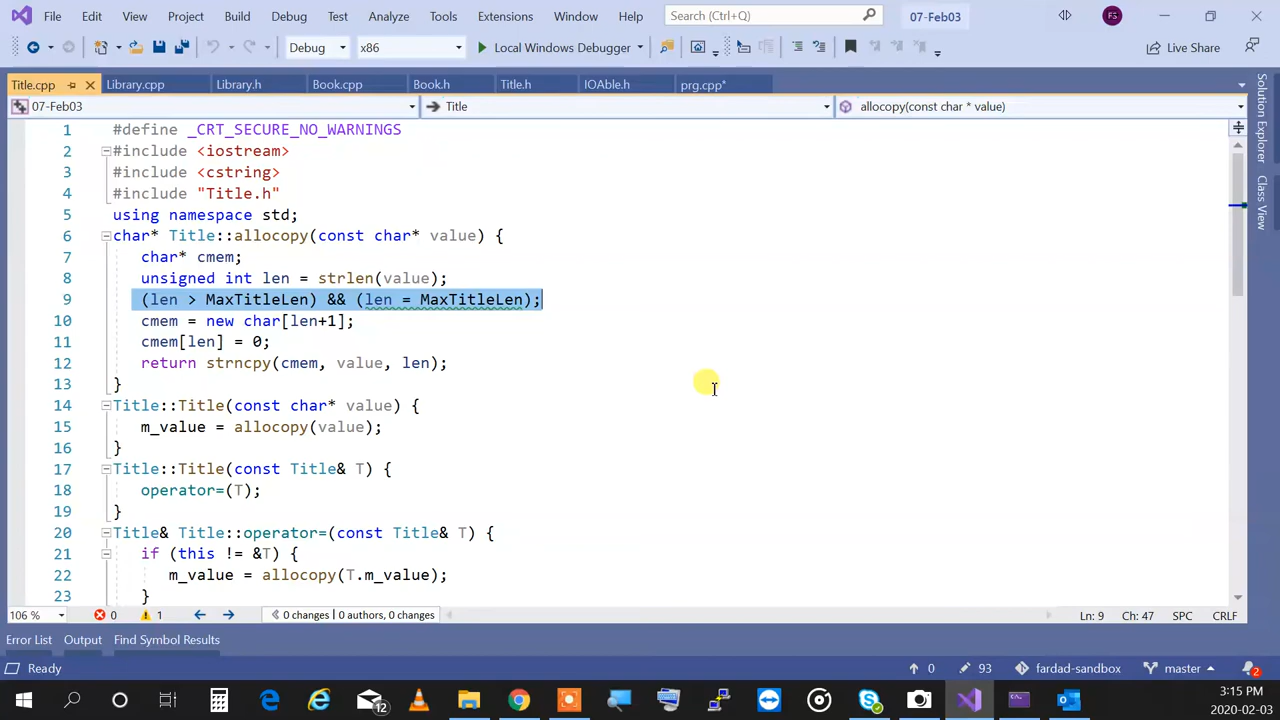 File Edit View Project Build Debug Test Analyze Tools Extensions Window Help Search (Ctrl+Q) 07-Feb03 FS
Debug x86 Local Windows Debugger Live Share
Title.cpp Library.cpp Library.h Book.cpp Book.h Title.h IOAble.h prg.cpp*
07-Feb03 Title allocopy(const char * value)
1 #define _CRT_SECURE_NO_WARNINGS
2 #include <iostream>
3 #include <cstring>
4 #include "Title.h"
5 using namespace std;
6 char* Title::allocopy(const char* value) {
7 char* cmem;
8 unsigned int len = strlen(value);
9 (len > MaxTitleLen) && (len = MaxTitleLen);
10 cmem = new char[len+1];
11 cmem[len] = 0;
12 return strncpy(cmem, value, len);
13 }
14 Title::Title(const char* value) {
15 m_value = allocopy(value);
16 }
17 Title::Title(const Title& T) {
18 operator=(T);
19 }
20 Title& Title::operator=(const Title& T) {
21 if (this != &T) {
22 m_value = allocopy(T.m_value);
23 }
Solution Explorer
Class View
106 % 0 1 0 changes | 0 authors, 0 changes Ln: 9 Ch: 47 SPC CRLF
Error List Output Find Symbol Results
Ready 0 93 fardad-sandbox master 2
12
3:15 PM
2020-02-03